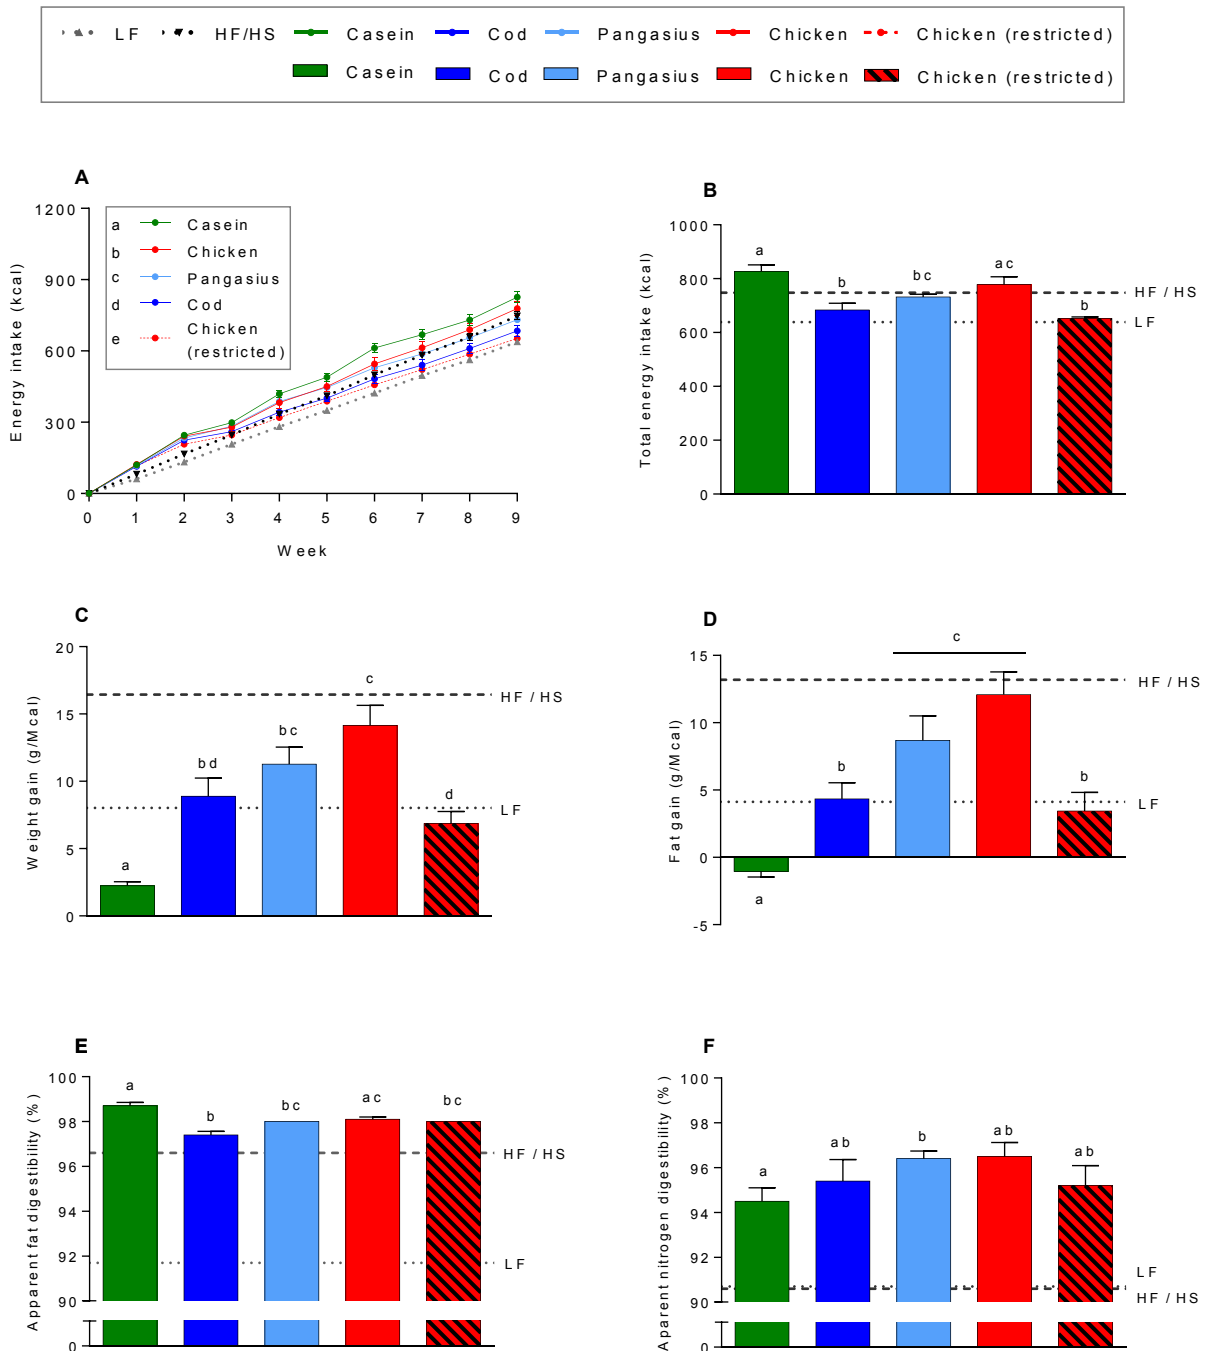 LF HF/HS Casein Cod Pangasius Chicken Chicken (restricted)
Casein Cod Pangasius Chicken Chicken (restricted)
A
Energy intake (kcal)
1200
900
600
300
0
a Casein
b Chicken
c Pangasius
d Cod
e Chicken
(restricted)
0 1 2 3 4 5 6 7 8 9
Week
B
Total energy intake (kcal)
1000
800
600
400
200
0
a b bc ac b
HF/HS
LF
C
Weight gain (g/Mcal)
20
15
10
5
0
a bd bc c d
HF/HS
LF
D
Fat gain (g/Mcal)
15
10
5
0
-5
a b c b
HF/HS
LF
E
Apparent fat digestibility (%)
100
98
96
94
92
90
0
a b bc ac bc
HF/HS
LF
F
Aparent nitrogen digestibility (%)
100
98
96
94
92
90
0
a ab b ab ab
LF
HF/HS